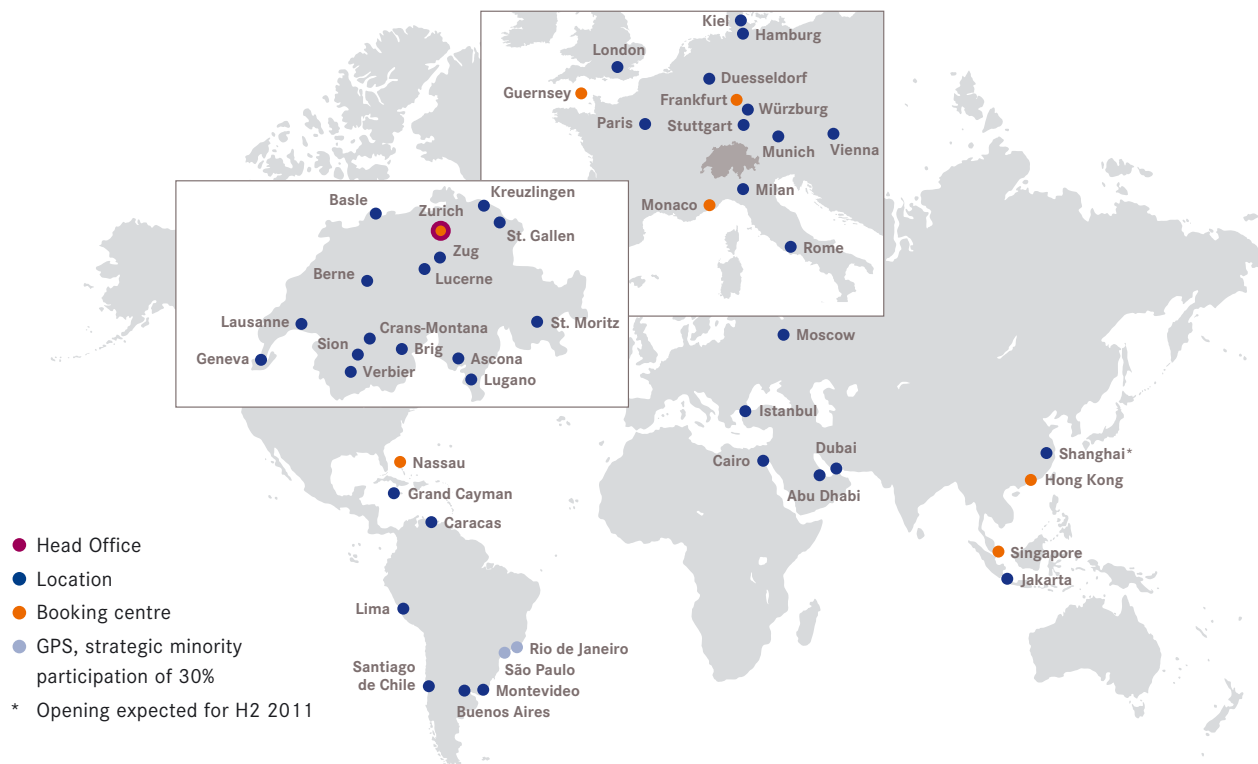 Kiel
Hamburg
London
Duesseldorf
Guernsey
Frankfurt
Würzburg
Paris
Stuttgart
Munich
Vienna
Milan
Monaco
Rome
Kreuzlingen
Basle
Zurich
St. Gallen
Zug
Berne
Lucerne
Lausanne
Crans-Montana
St. Moritz
Sion
Brig
Geneva
Ascona
Verbier
Lugano
Moscow
Istanbul
Dubai
Cairo
Shanghai*
Abu Dhabi
Hong Kong
Nassau
Grand Cayman
Caracas
Singapore
Jakarta
Lima
Rio de Janeiro
São Paulo
Santiago
de Chile
Montevideo
Buenos Aires
Head Office
Location
Booking centre
GPS, strategic minority
participation of 30%
* Opening expected for H2 2011